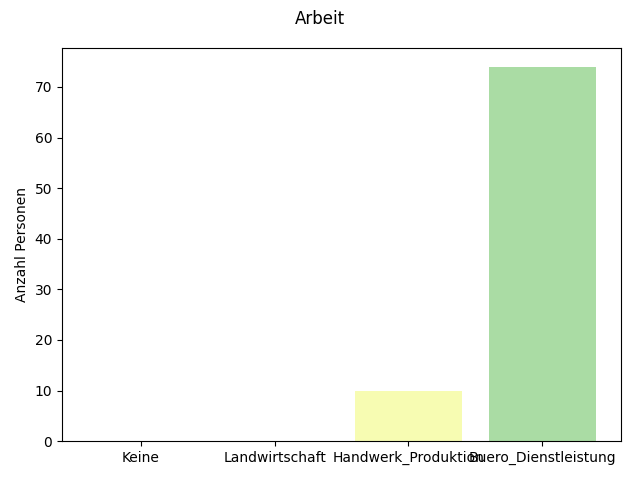 Arbeit
70
60
50
40
30
20
10
0
Anzahl Personen
Keine Landwirtschaft Handwerk_Produktion Buero_Dienstleistung